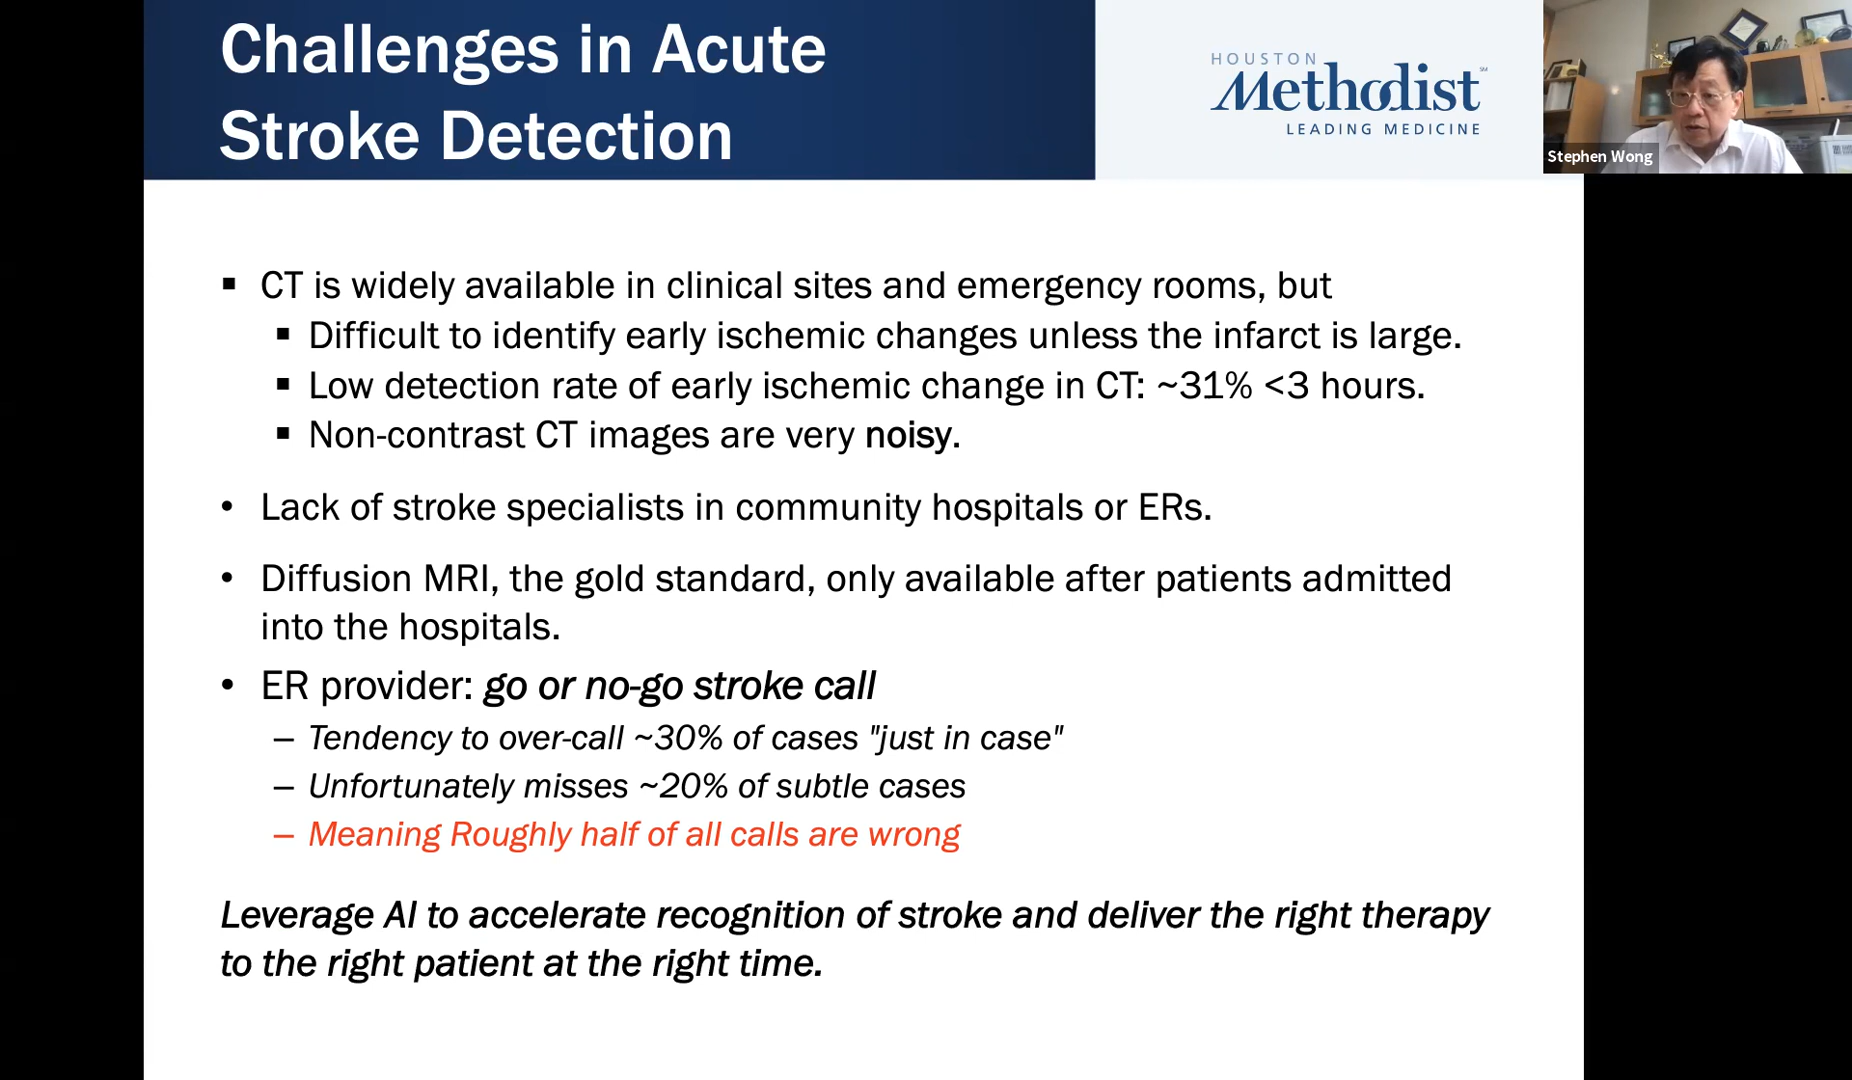 Challenges in Acute
Stroke Detection
HOUSTON
Methodist
LEADING MEDICINE
SM
Stephen Wong
▪ CT is widely available in clinical sites and emergency rooms, but
▪ Difficult to identify early ischemic changes unless the infarct is large.
▪ Low detection rate of early ischemic change in CT: ~31% <3 hours.
▪ Non-contrast CT images are very noisy.
• Lack of stroke specialists in community hospitals or ERs.
• Diffusion MRI, the gold standard, only available after patients admitted
into the hospitals.
• ER provider: go or no-go stroke call
– Tendency to over-call ~30% of cases "just in case"
– Unfortunately misses ~20% of subtle cases
– Meaning Roughly half of all calls are wrong
Leverage AI to accelerate recognition of stroke and deliver the right therapy
to the right patient at the right time.